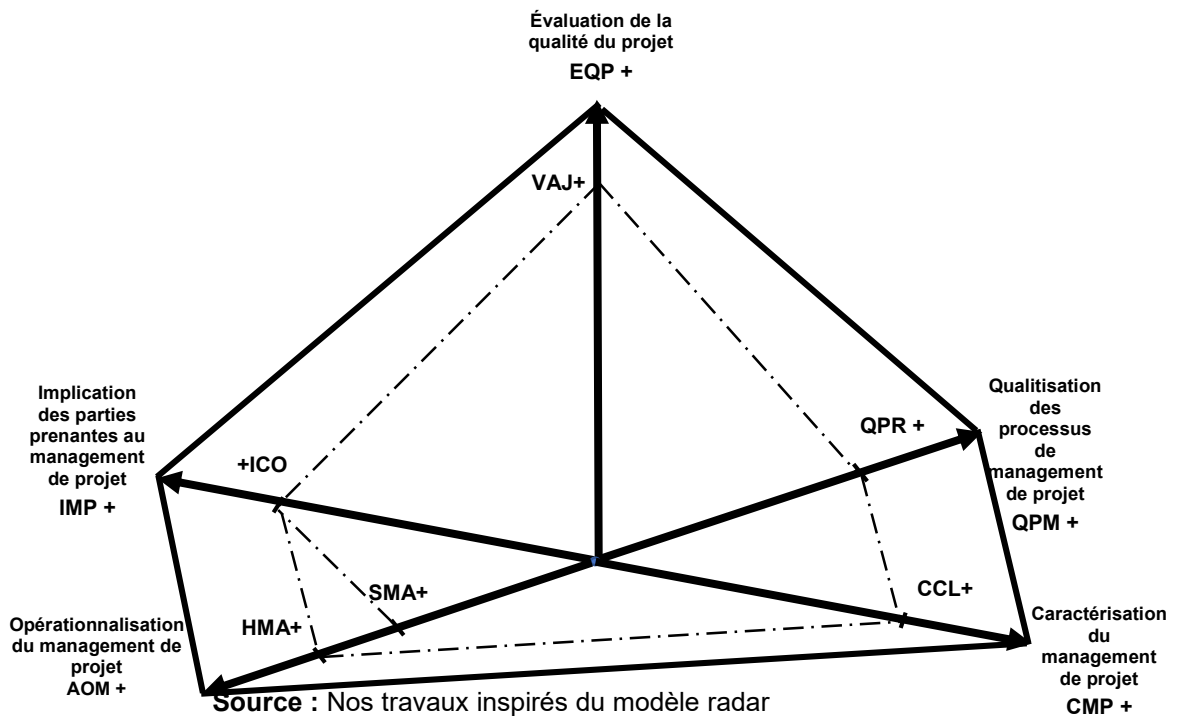 Évaluation de la
qualité du projet
EQP +
VAJ+
Implication
des parties
prenantes au
management
de projet
IMP +
+ICO
QPR +
Qualitisation
des
processus
de
management
de projet
QPM +
SMA+
HMA+
CCL+
Opérationnalisation
du management de
projet
AOM +
Caractérisation
du
management
de projet
CMP +
Source : Nos travaux inspirés du modèle radar